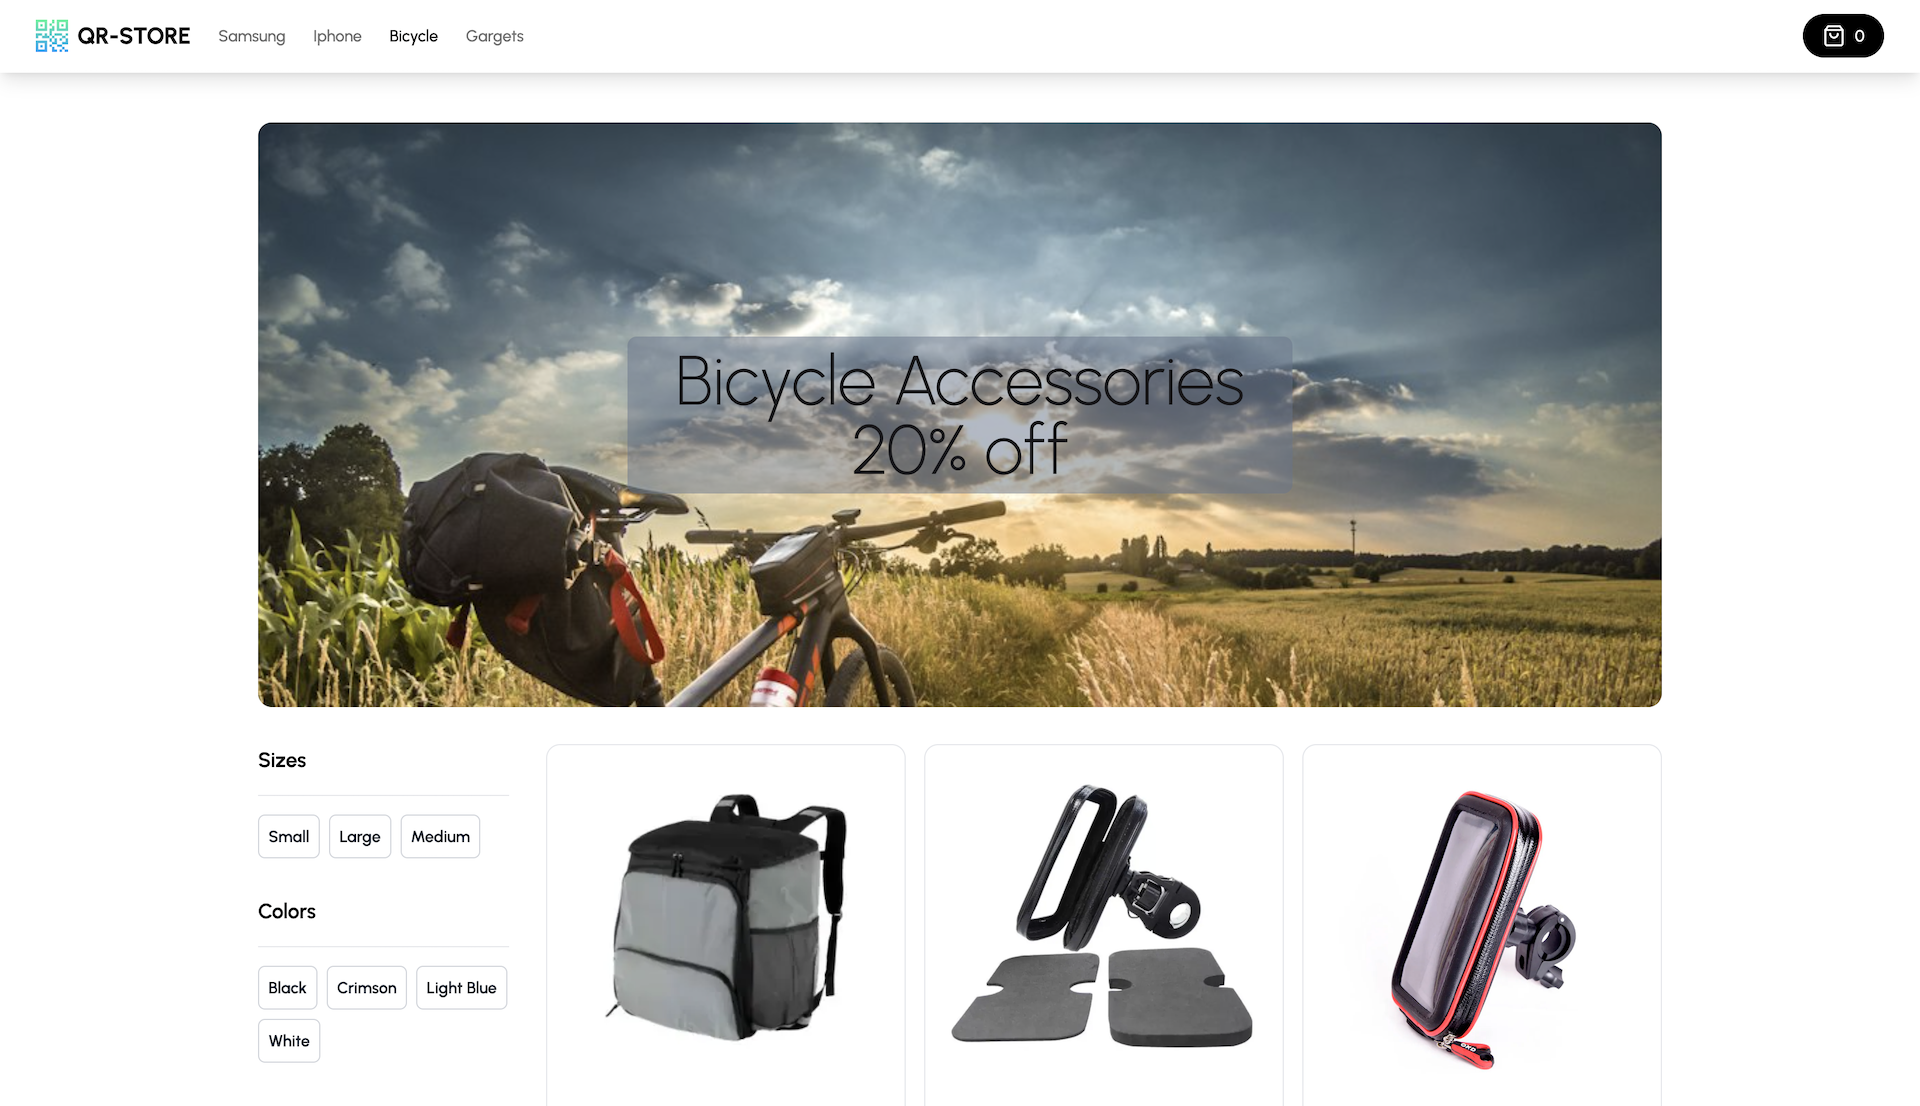 QR-STORE
Samsung
Iphone
Bicycle
Gargets
0
Bicycle Accessories
20% off
Sizes
Small
Large
Medium
Colors
Black
Crimson
Light Blue
White